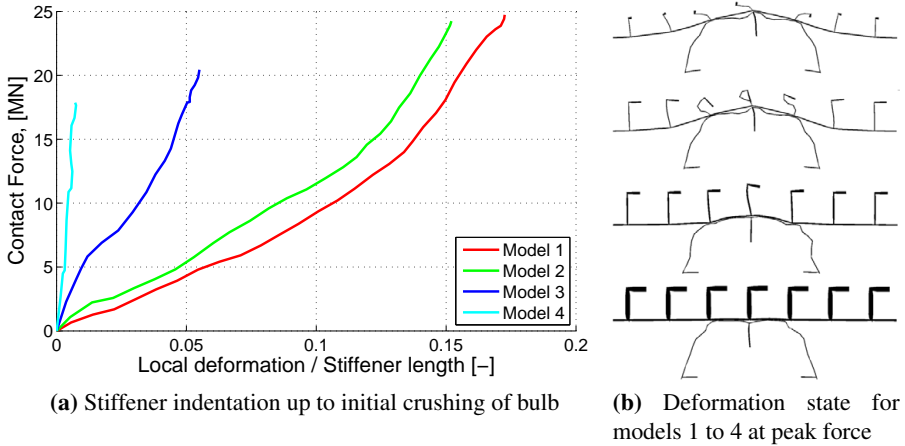 25
20
15
10
5
0
Contact Force, [MN]
0
0.05
0.1
0.15
0.2
Local deformation / Stiffener length [−]
Model 1
Model 2
Model 3
Model 4
(a) Stiffener indentation up to initial crushing of bulb
(b) Deformation state for
models 1 to 4 at peak force